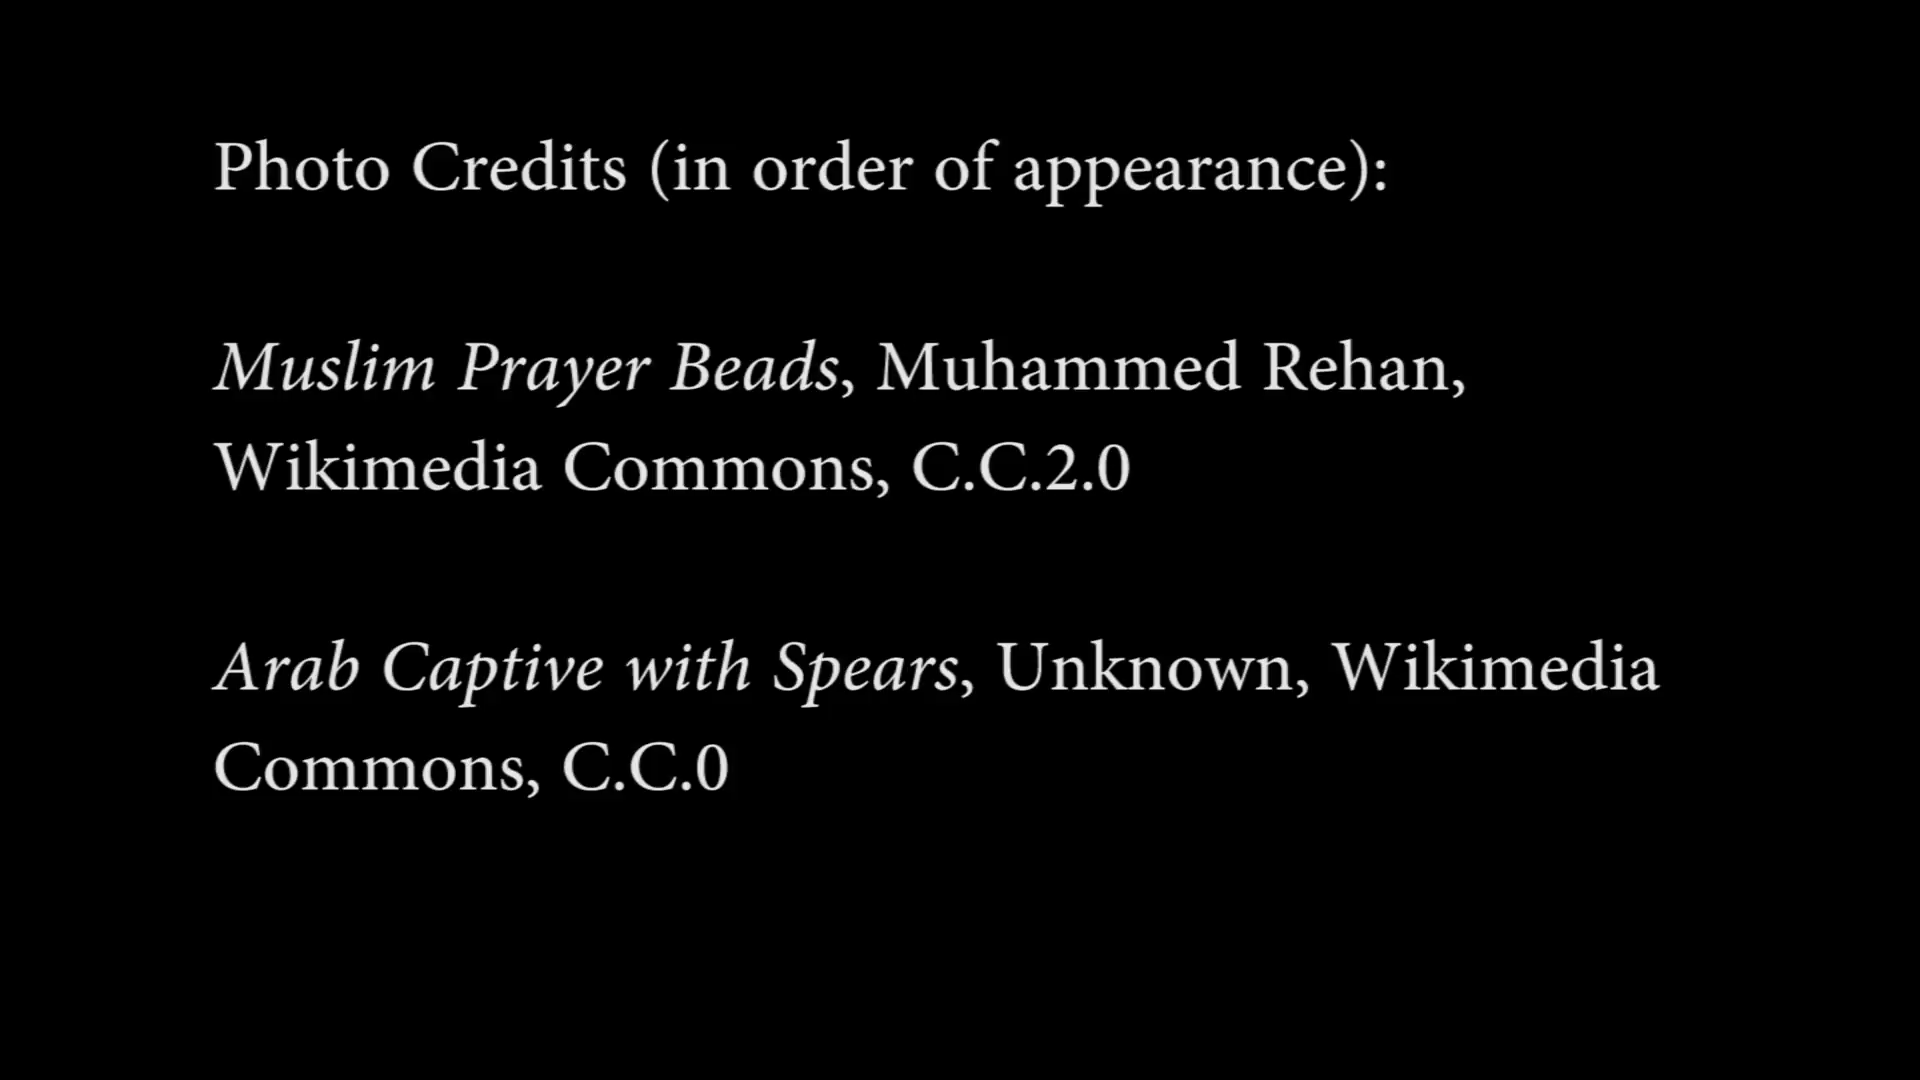 Photo Credits (in order of appearance):
Muslim Prayer Beads, Muhammed Rehan,
Wikimedia Commons, C.C.2.0
Arab Captive with Spears, Unknown, Wikimedia
Commons, C.C.0